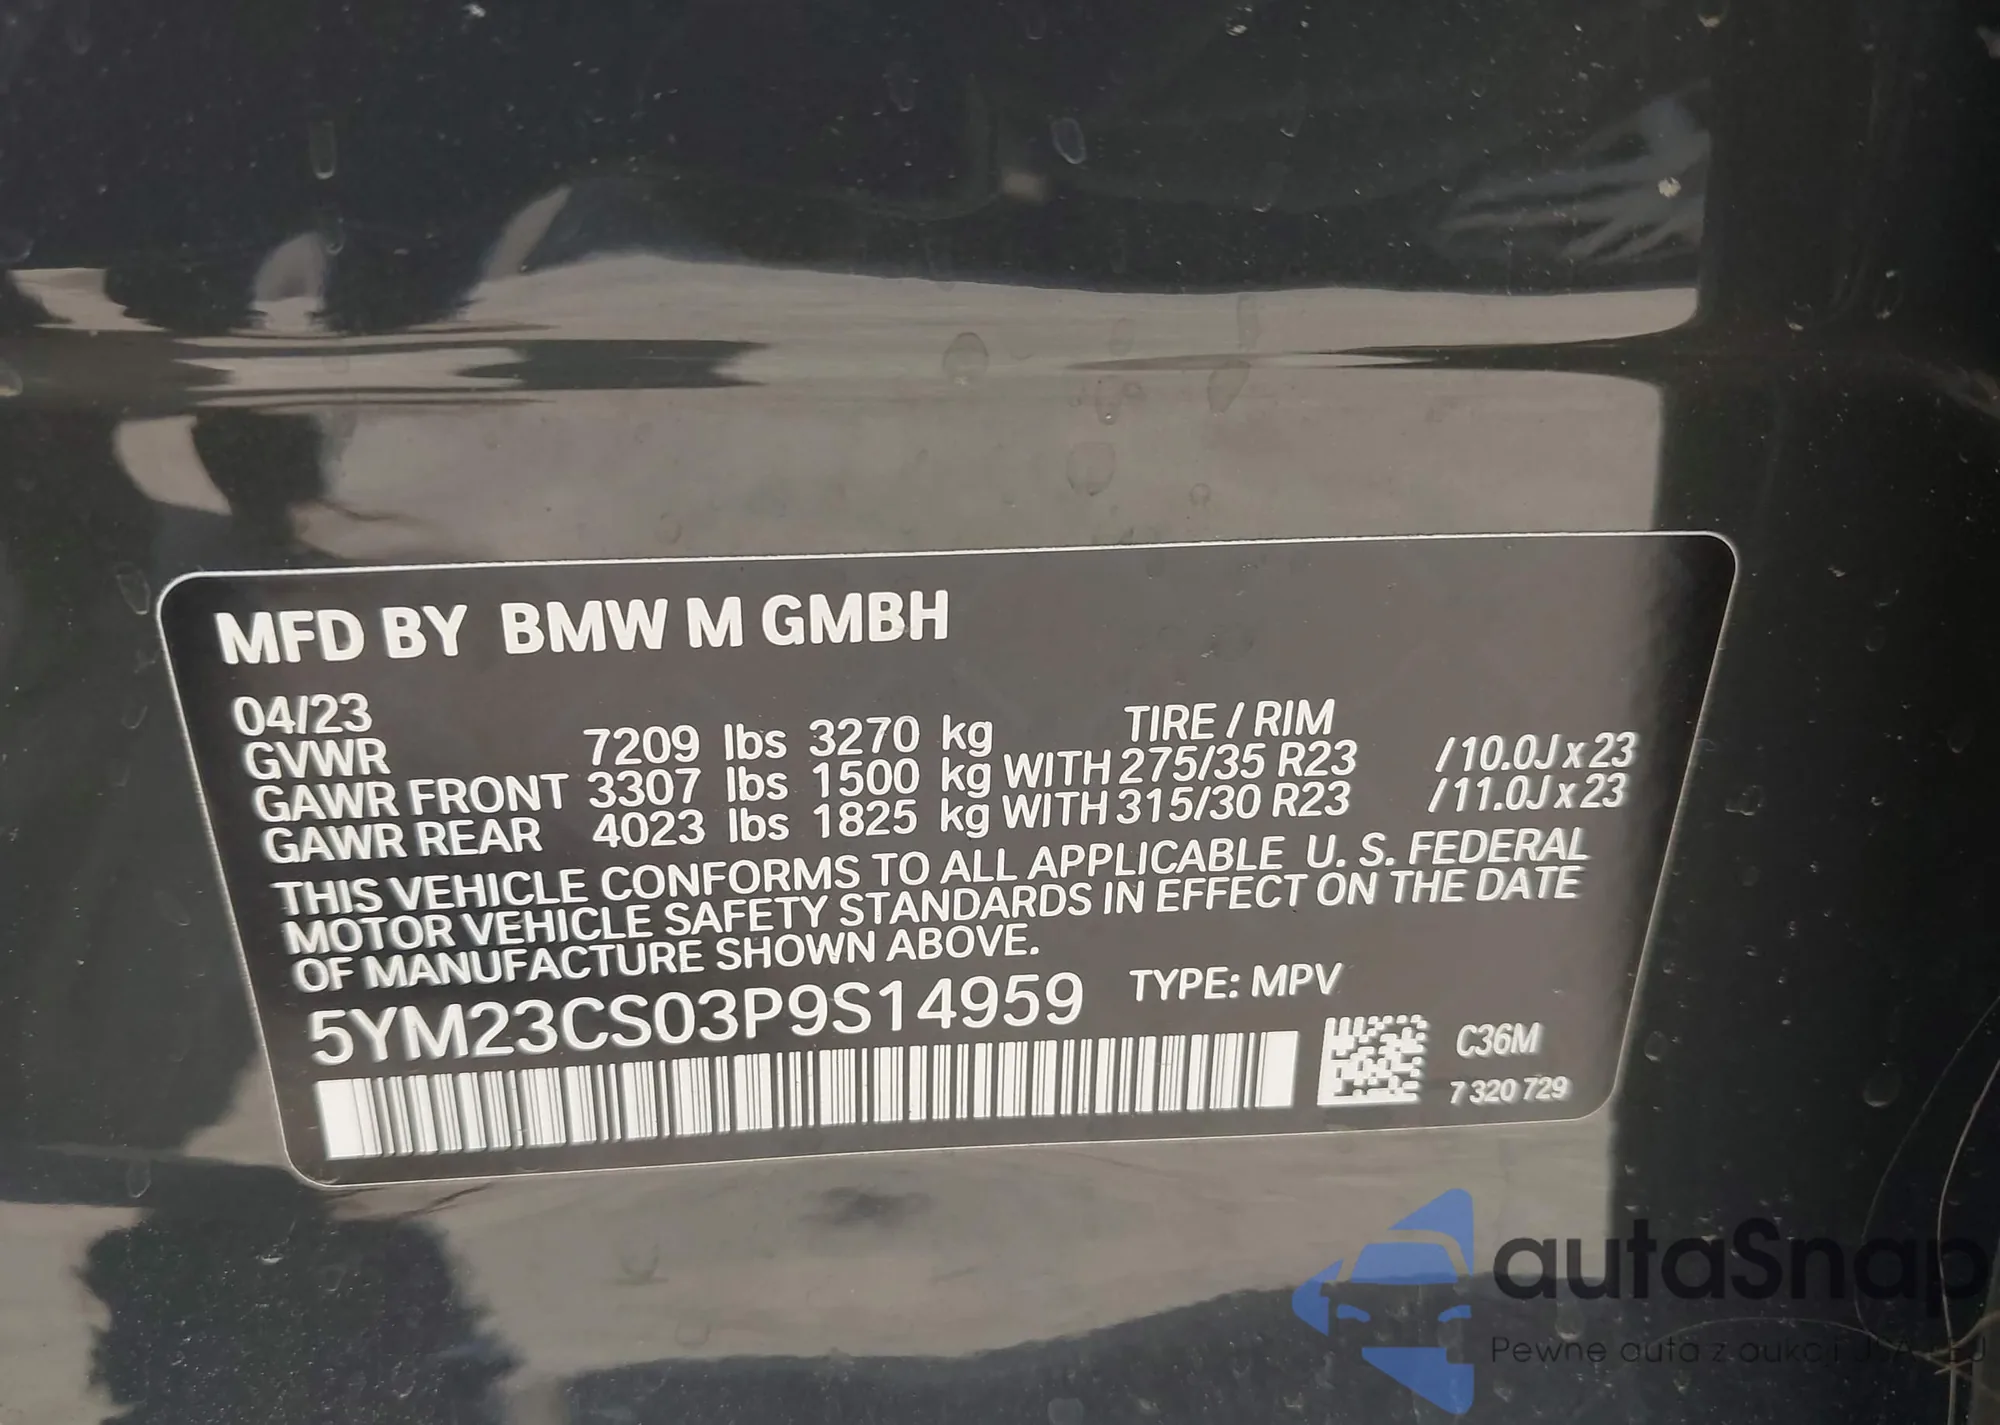 MFD BY BMW M GMBH
04/23
GVWR 7209 lbs 3270 kg TIRE / RIM
GAWR FRONT 3307 lbs 1500 kg WITH 275/35 R23 /10.0J x 23
GAWR REAR 4023 lbs 1825 kg WITH 315/30 R23 /11.0J x 23
THIS VEHICLE CONFORMS TO ALL APPLICABLE U. S. FEDERAL
MOTOR VEHICLE SAFETY STANDARDS IN EFFECT ON THE DATE
OF MANUFACTURE SHOWN ABOVE.
5YM23CS03P9S14959 TYPE: MPV
C36M
7 320 729
autaSnap
Pewne auta z aukcji